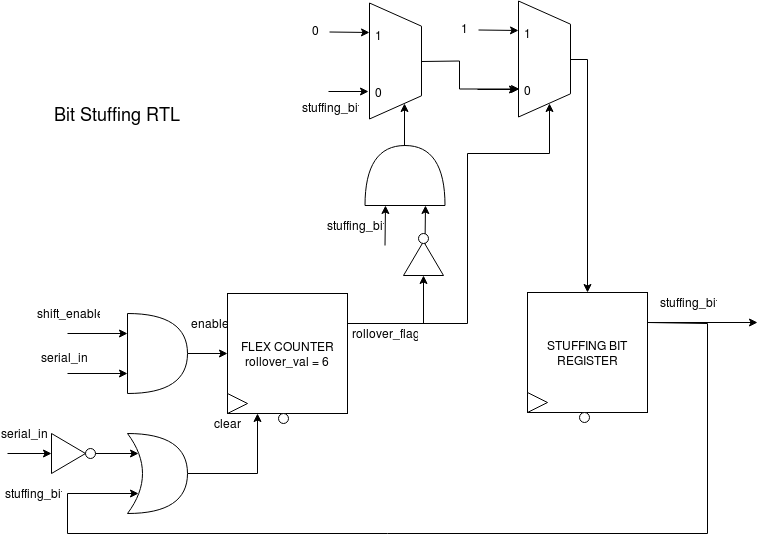 0
1
1
1
0
0
stuffing_bi
Bit Stuffing RTL
stuffing_bi
shift_enable
enable
serial_in
FLEX COUNTER
rollover_val = 6
rollover_flag
stuffing_bi
STUFFING BIT
REGISTER
clear
serial_in
stuffing_bi